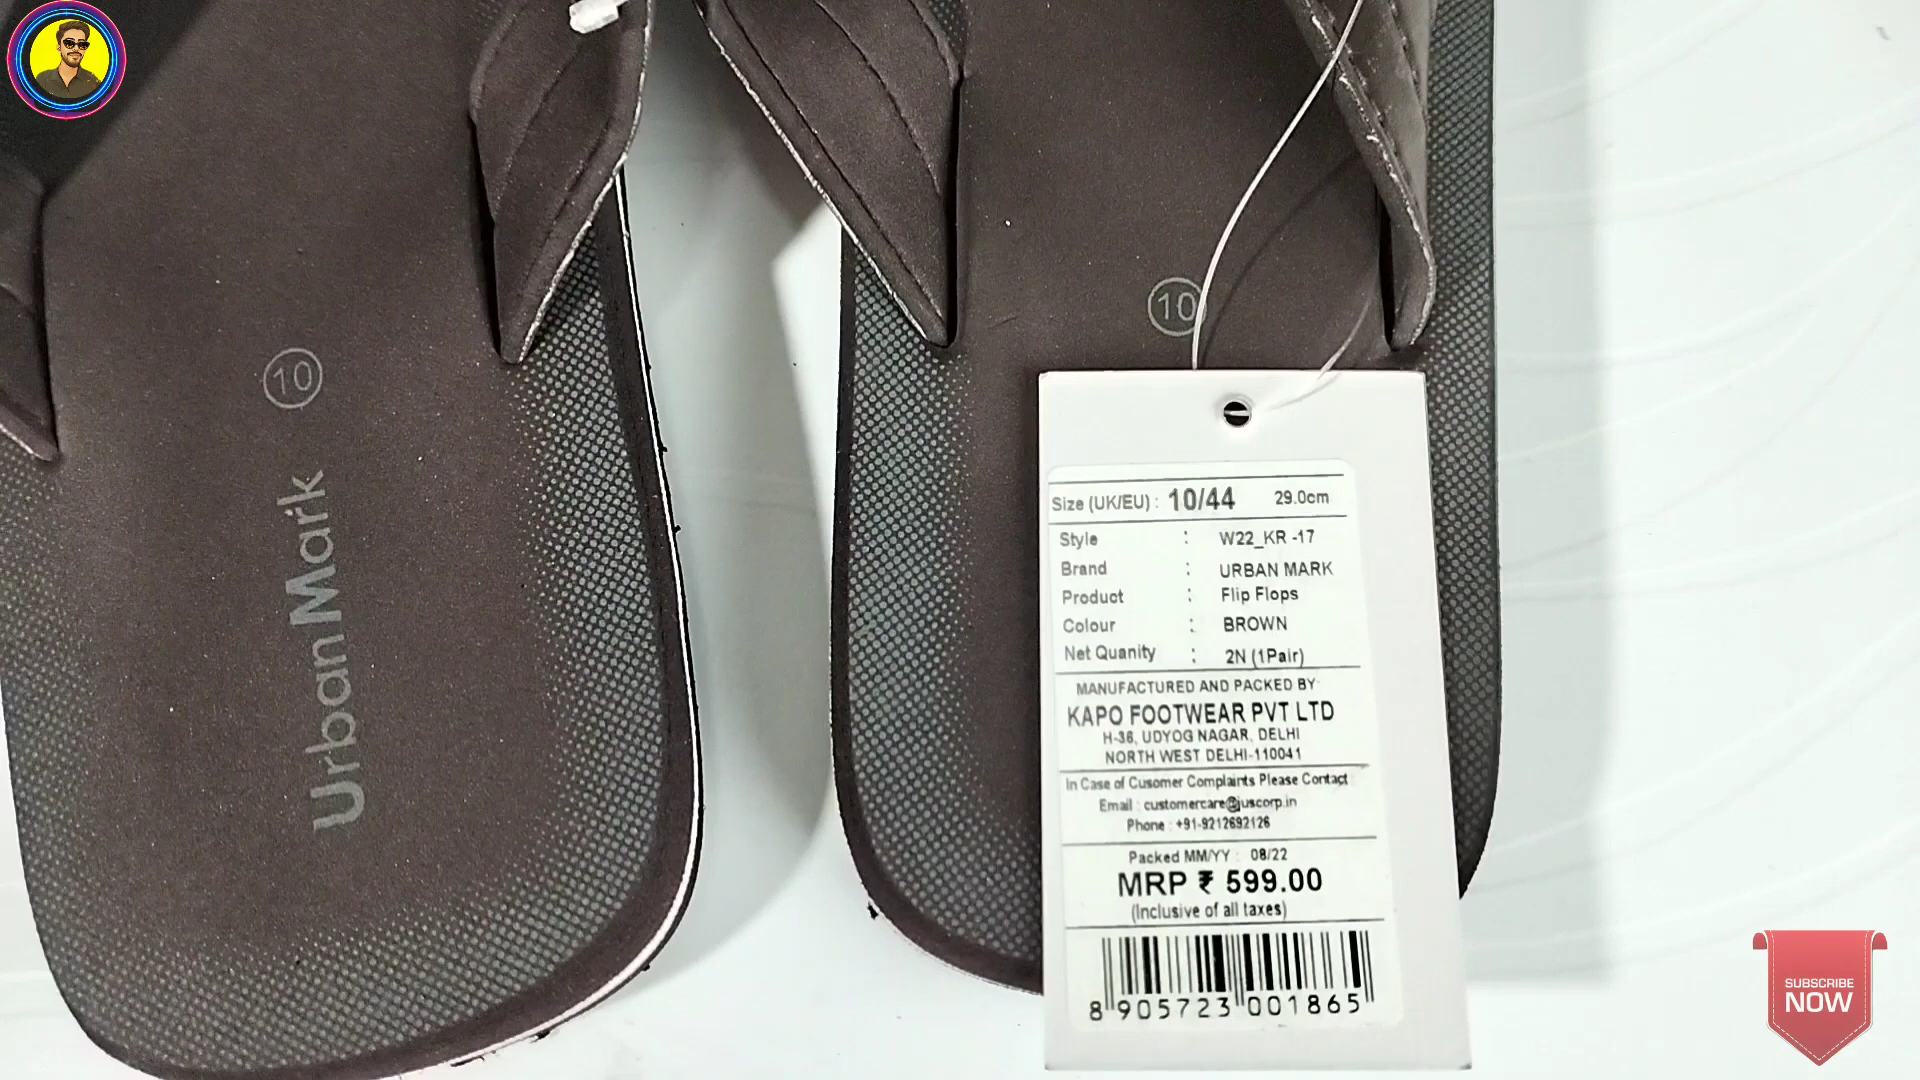 10
UrbanMark
10
Size (UK/EU) : 10/44 29.0cm
Style : W22_KR -17
Brand : URBAN MARK
Product : Flip Flops
Colour : BROWN
Net Quanity : 2N (1Pair)
MANUFACTURED AND PACKED BY:
KAPO FOOTWEAR PVT LTD
H-36, UDYOG NAGAR, DELHI
NORTH WEST DELHI-110041
In Case of Cusomer Complaints Please Contact
Email : customercare@juscorp.in
Phone : +91-9212692126
Packed MM/YY : 08/22
MRP ₹ 599.00
(Inclusive of all taxes)
8 905723 001865
SUBSCRIBE
NOW